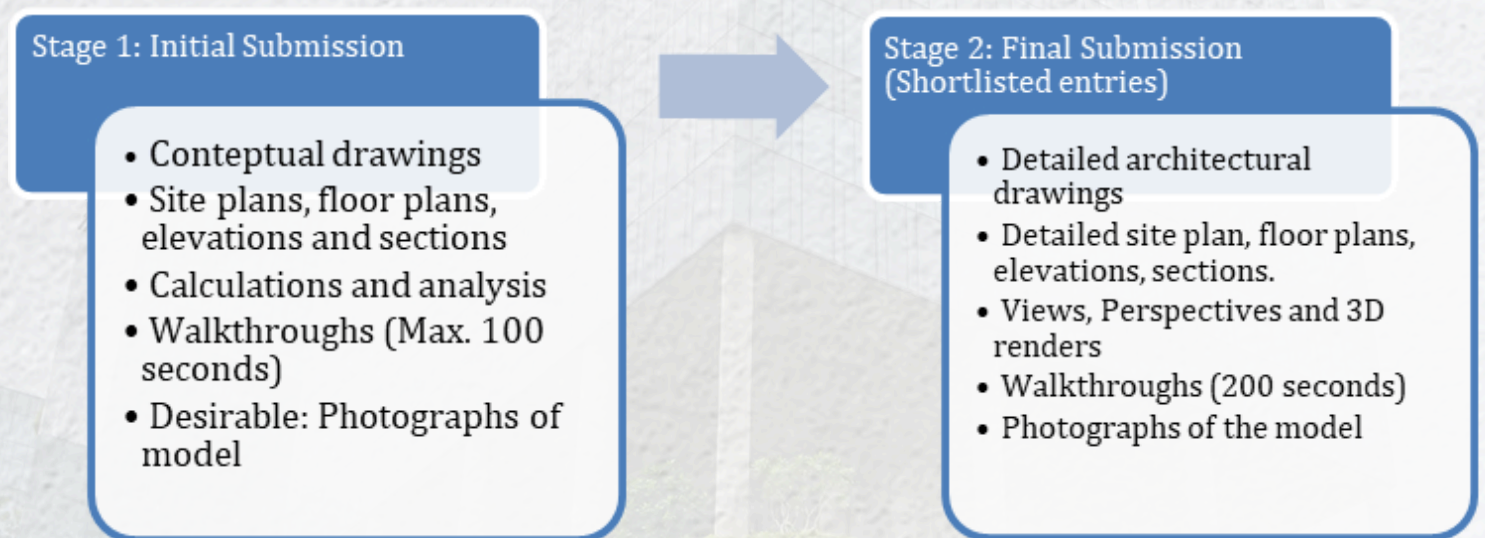 Stage 1: Initial Submission
• Conteptual drawings
• Site plans, floor plans,
elevations and sections
• Calculations and analysis
• Walkthroughs (Max. 100
seconds)
• Desirable: Photographs of
model
Stage 2: Final Submission
(Shortlisted entries)
• Detailed architectural
drawings
• Detailed site plan, floor plans,
elevations, sections.
• Views, Perspectives and 3D
renders
• Walkthroughs (200 seconds)
• Photographs of the model